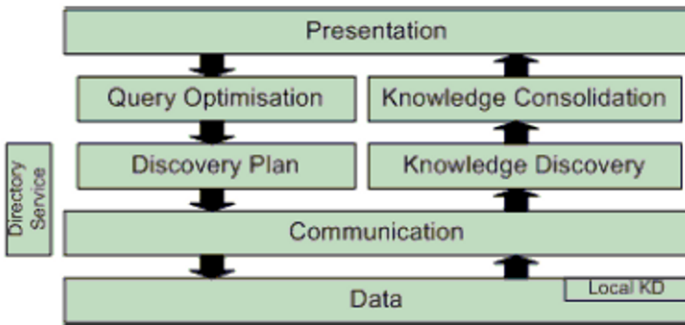 Presentation
Query Optimisation
Knowledge Consolidation
Discovery Plan
Knowledge Discovery
Directory
Service
Communication
Local KD
Data